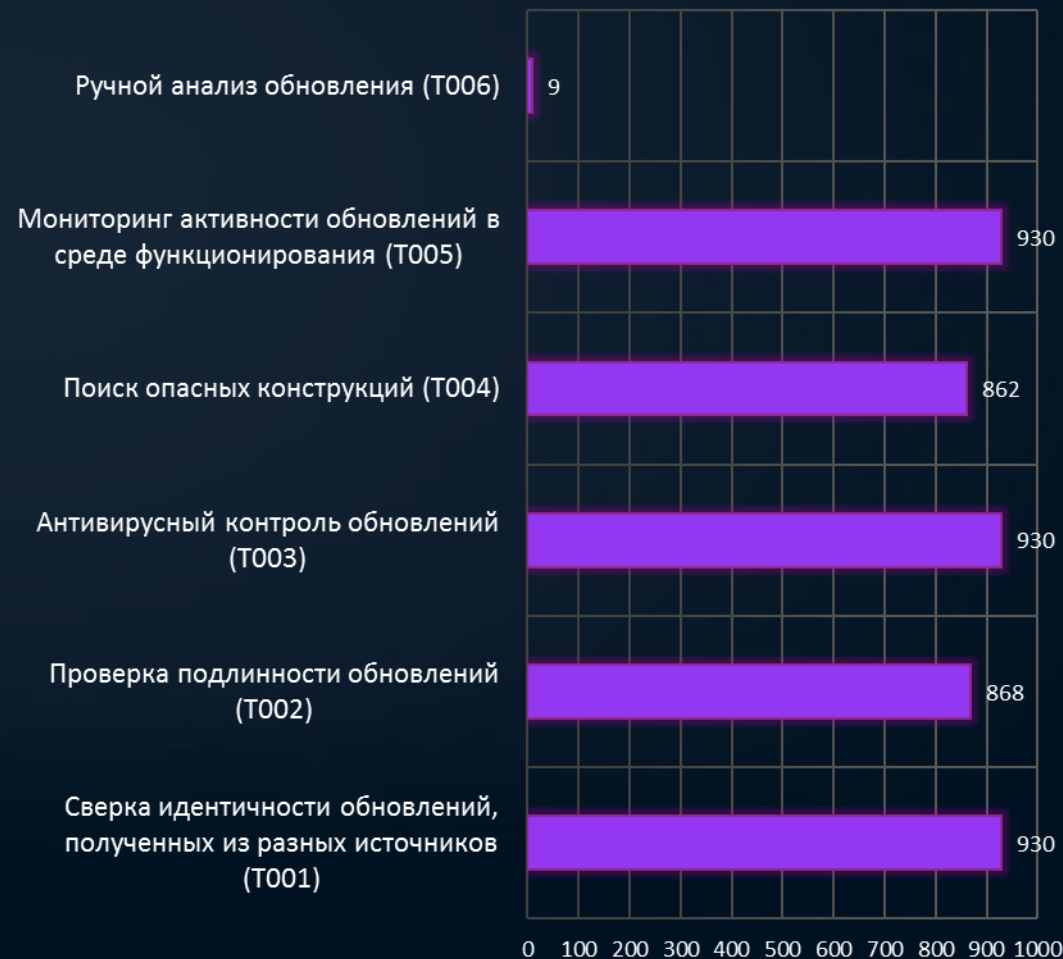 Ручной анализ обновления (Т006)
9
Мониторинг активности обновлений в
среде функционирования (Т005)
930
Поиск опасных конструкций (Т004)
862
Антивирусный контроль обновлений
(Т003)
930
Проверка подлинности обновлений
(Т002)
868
Сверка идентичности обновлений,
полученных из разных источников
(Т001)
930
0 100 200 300 400 500 600 700 800 900 1000